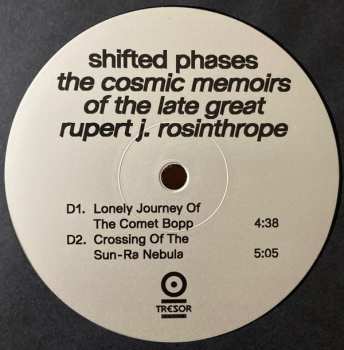 shifted phases
the cosmic memoirs
of the late great
rupert j. rosinthrope
D1. Lonely Journey Of
The Comet Bopp 4:38
D2. Crossing Of The
Sun-Ra Nebula 5:05
TRESOR